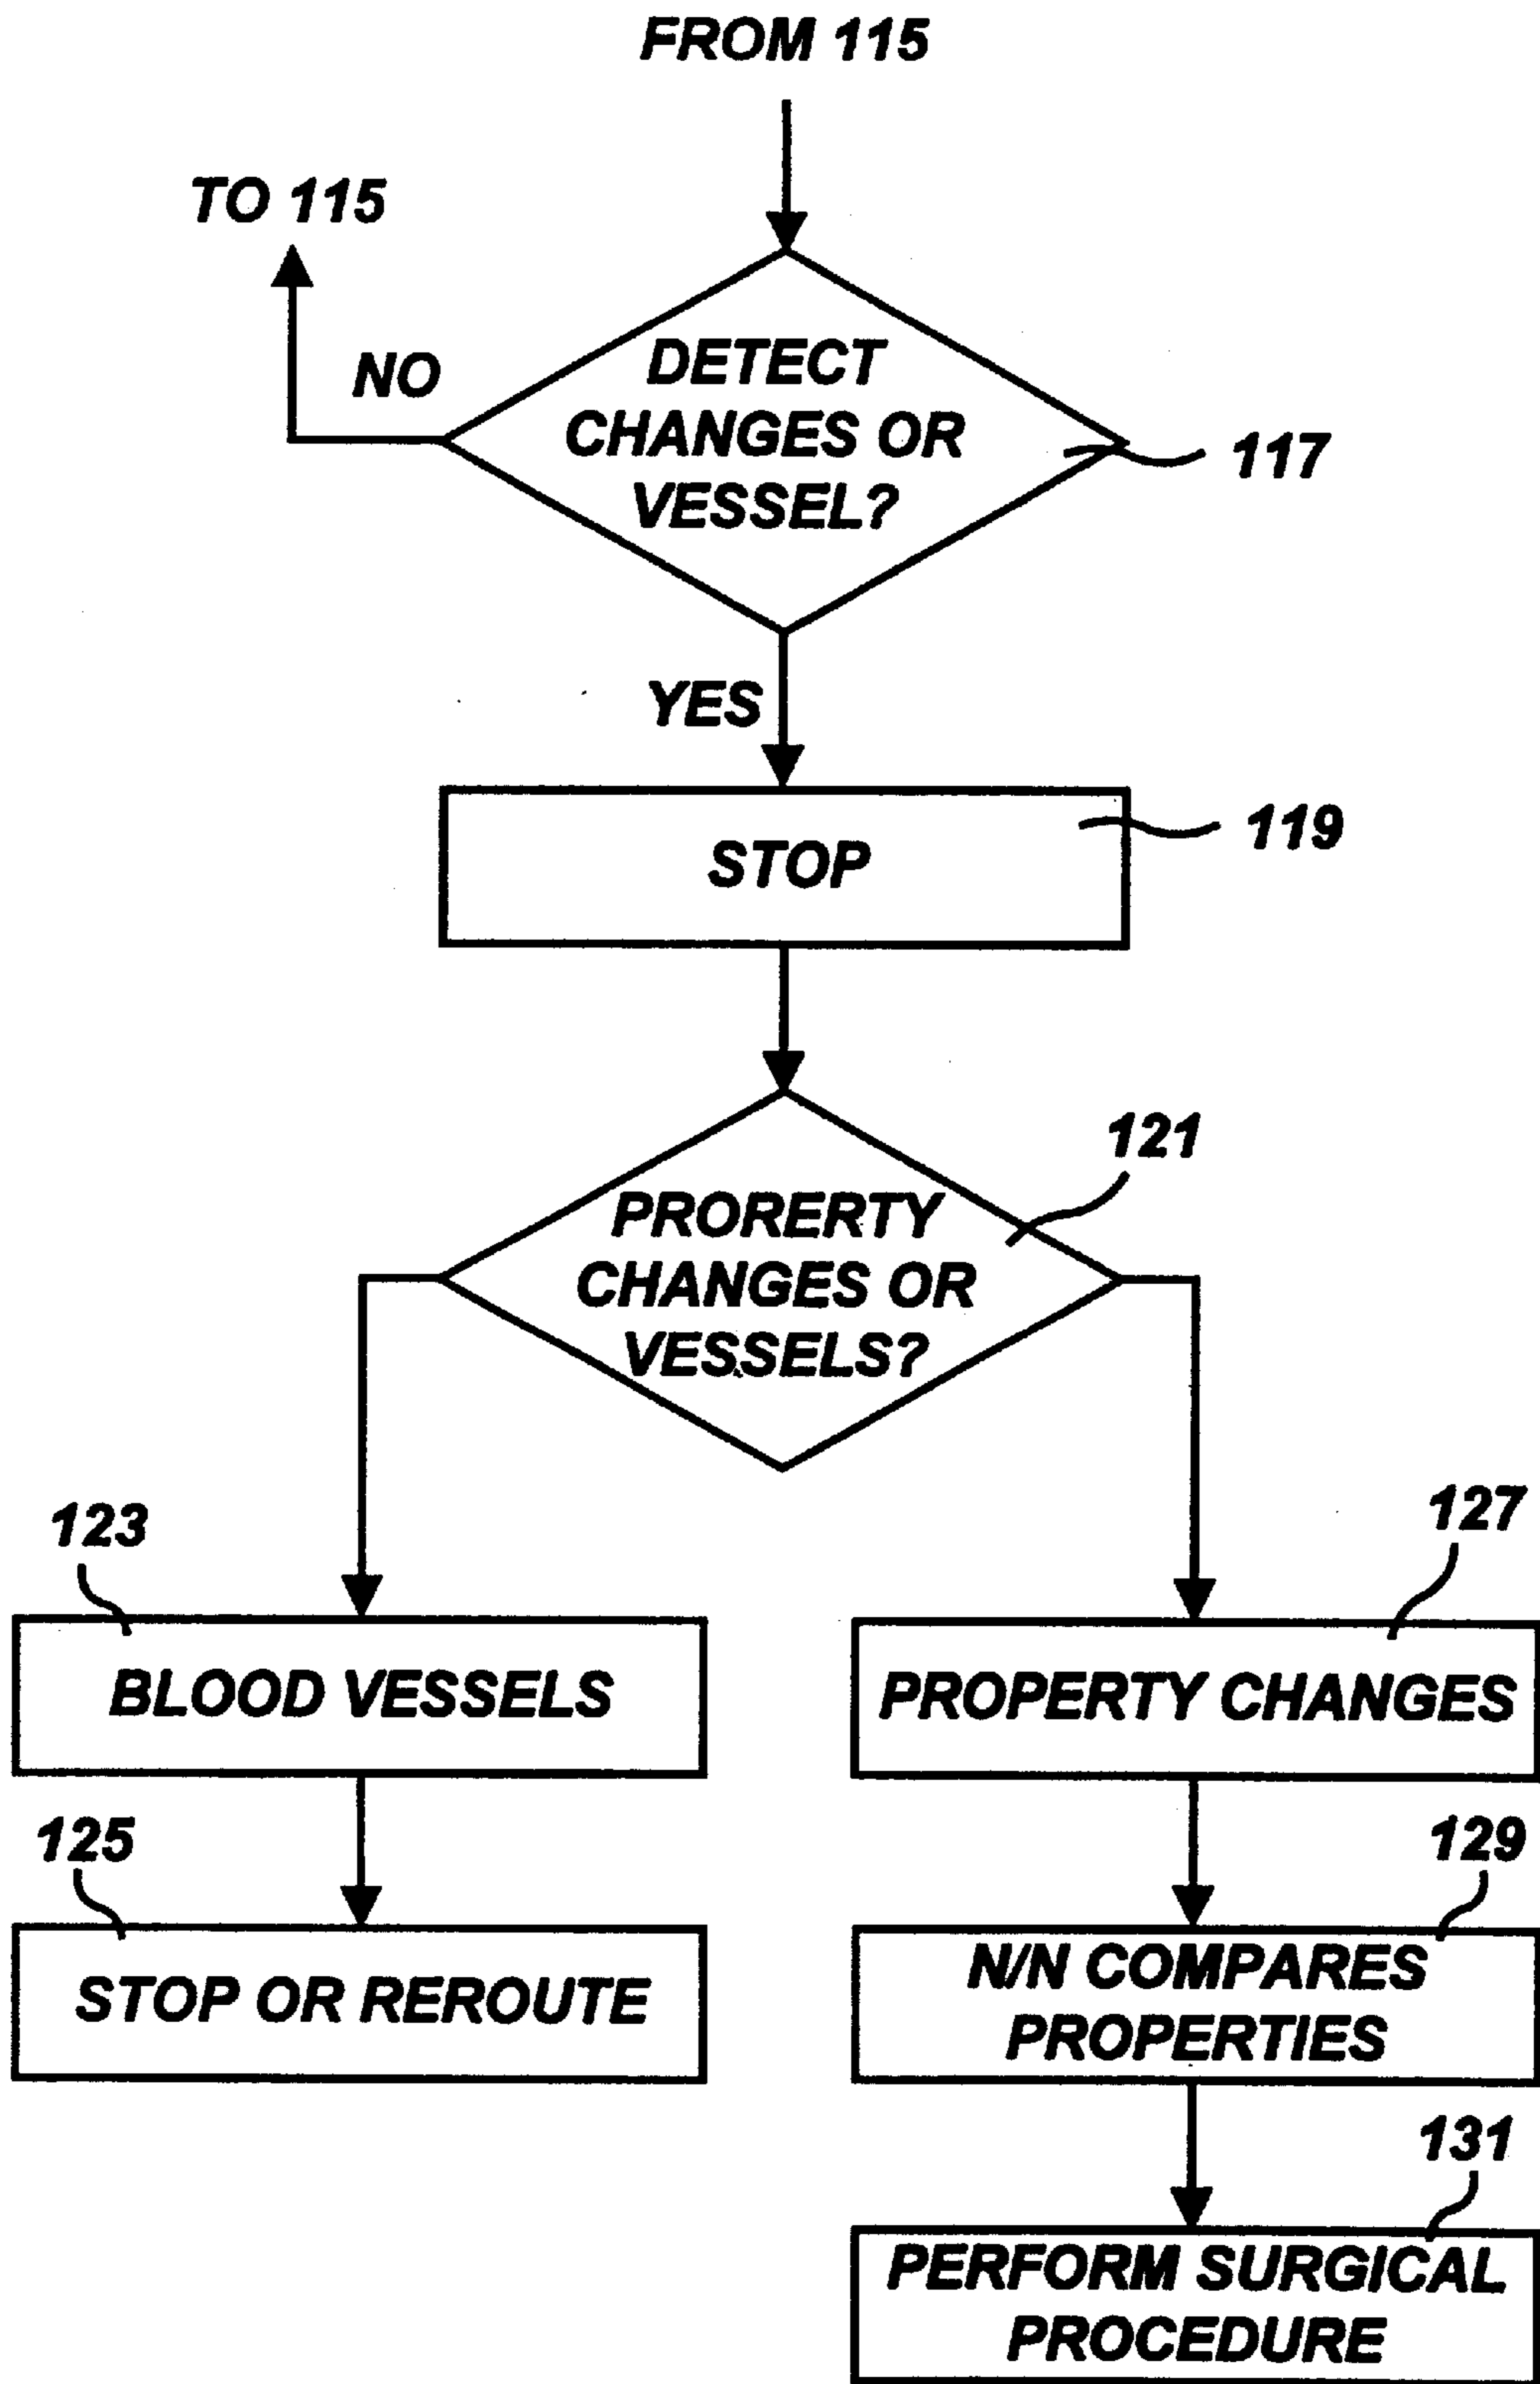 FROM 115
TO 115
NO
DETECT
CHANGES OR
VESSEL?
117
YES
STOP
119
121
PRORERTY
CHANGES OR
VESSELS?
123
BLOOD VESSELS
127
PROPERTY CHANGES
125
STOP OR REROUTE
129
N/N COMPARES
PROPERTIES
131
PERFORM SURGICAL
PROCEDURE